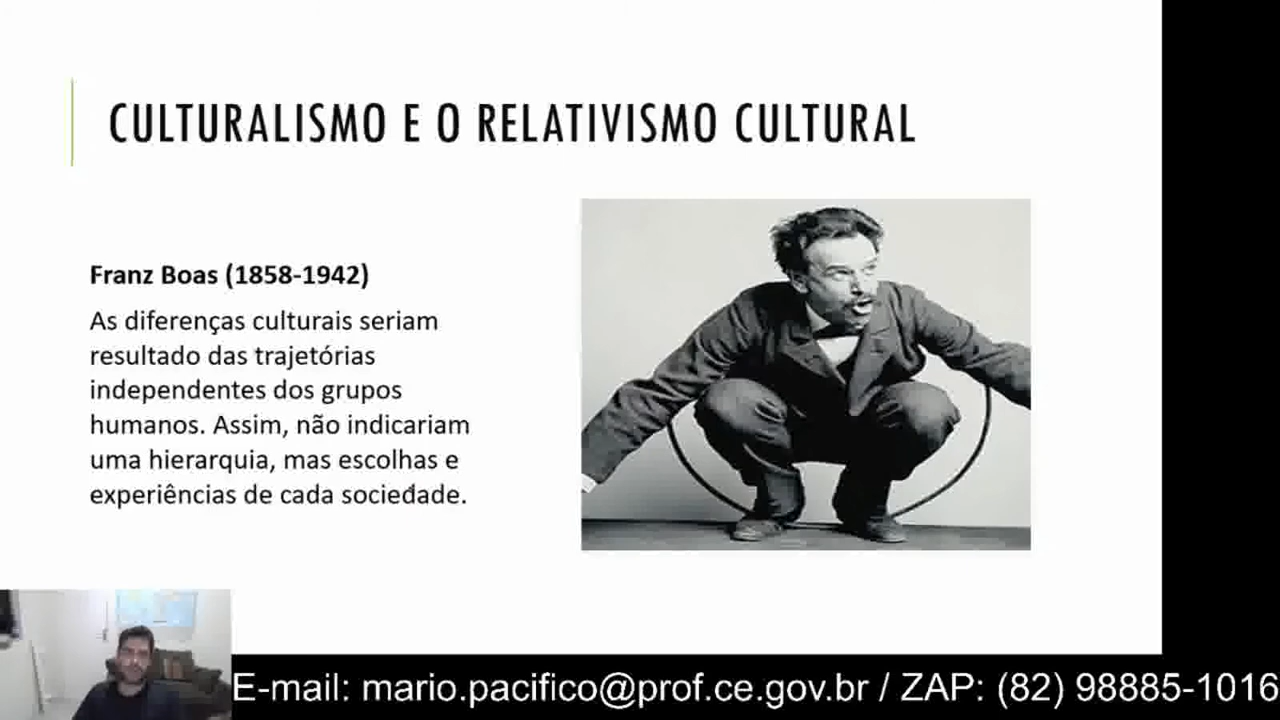 CULTURALISMO E O RELATIVISMO CULTURAL
Franz Boas (1858-1942)
As diferenças culturais seriam
resultado das trajetórias
independentes dos grupos
humanos. Assim, não indicariam
uma hierarquia, mas escolhas e
experiências de cada sociedade.
E-mail: mario.pacifico@prof.ce.gov.br / ZAP: (82) 98885-1016